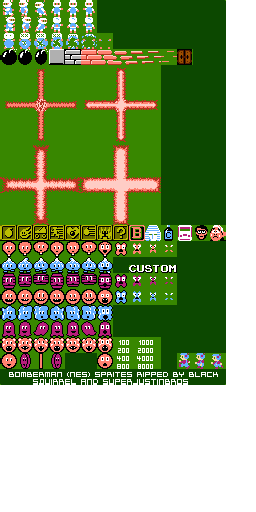 ?
B
CUSTOM
100 1000
200 2000
400 4000
800 8000
BOMBERMAN (NES) SPRITES RIPPED BY BLACK
SQUIRREL AND SUPERJUSTINBROS